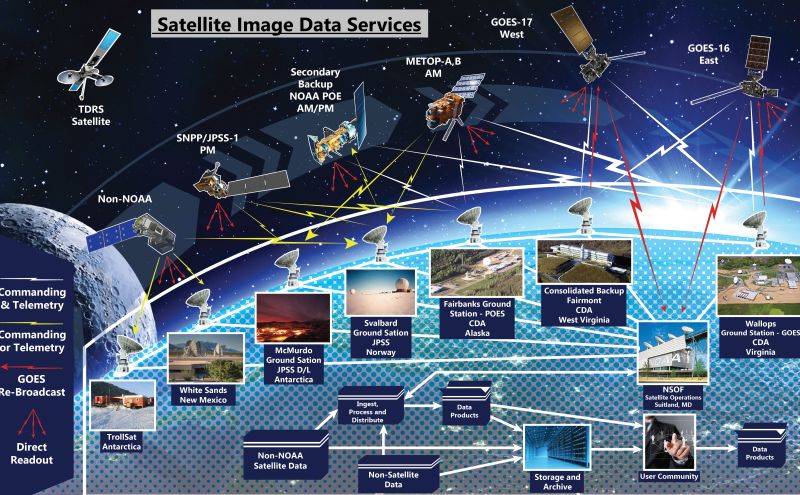 Satellite Image Data Services
TDRS
Satellite
Non-NOAA
SNPP/JPSS-1
PM
Secondary
Backup
NOAA POE
AM/PM
METOP-A,B
AM
GOES-17
West
GOES-16
East
Commanding
& Telemetry
Commanding
or Telemetry
GOES
Re-Broadcast
Direct
Readout
TrollSat
Antarctica
White Sands
New Mexico
McMurdo
Ground Sation
JPSS D/L
Antarctica
Svalbard
Ground Sation
JPSS
Norway
Fairbanks Ground
Station - POES
CDA
Alaska
Consolidated Backup
Fairmont
CDA
West Virginia
Wallops
Ground Station - GOES
CDA
Virginia
NSOF
Satellite Operations
Suitland, MD
Ingest,
Process and
Distribute
Data
Products
Non-NOAA
Satellite Data
Non-Satellite
Data
Storage and
Archive
User Community
Data
Products